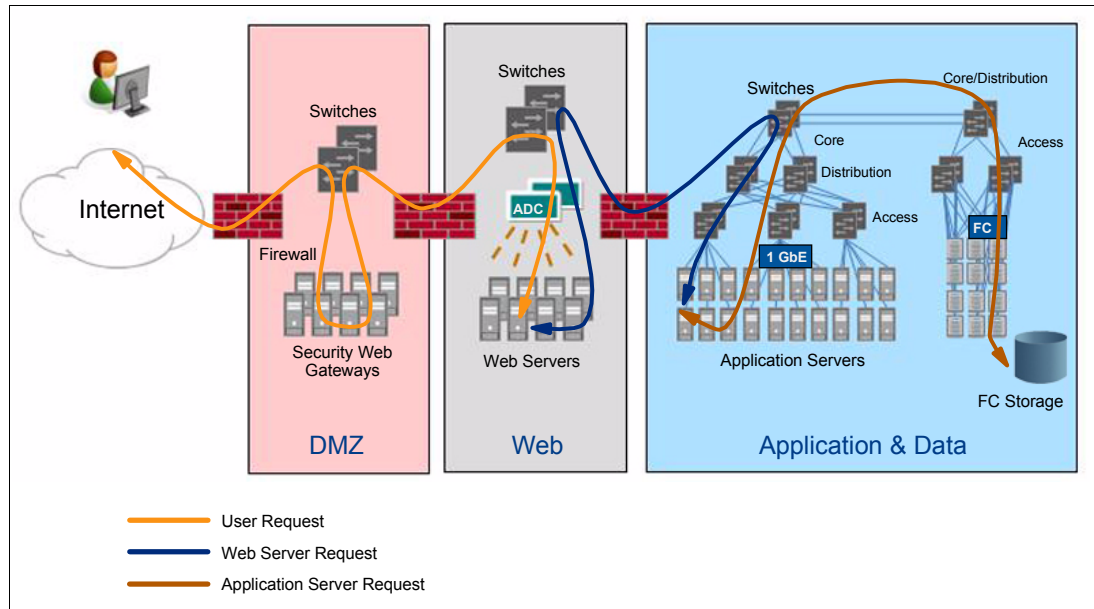 Internet
Firewall
Switches
Security Web
Gateways
DMZ
Switches
ADC
Web Servers
Web
Switches
Core/Distribution
Core
Access
Distribution
Access
FC
1 GbE
Application Servers
FC Storage
Application & Data
User Request
Web Server Request
Application Server Request